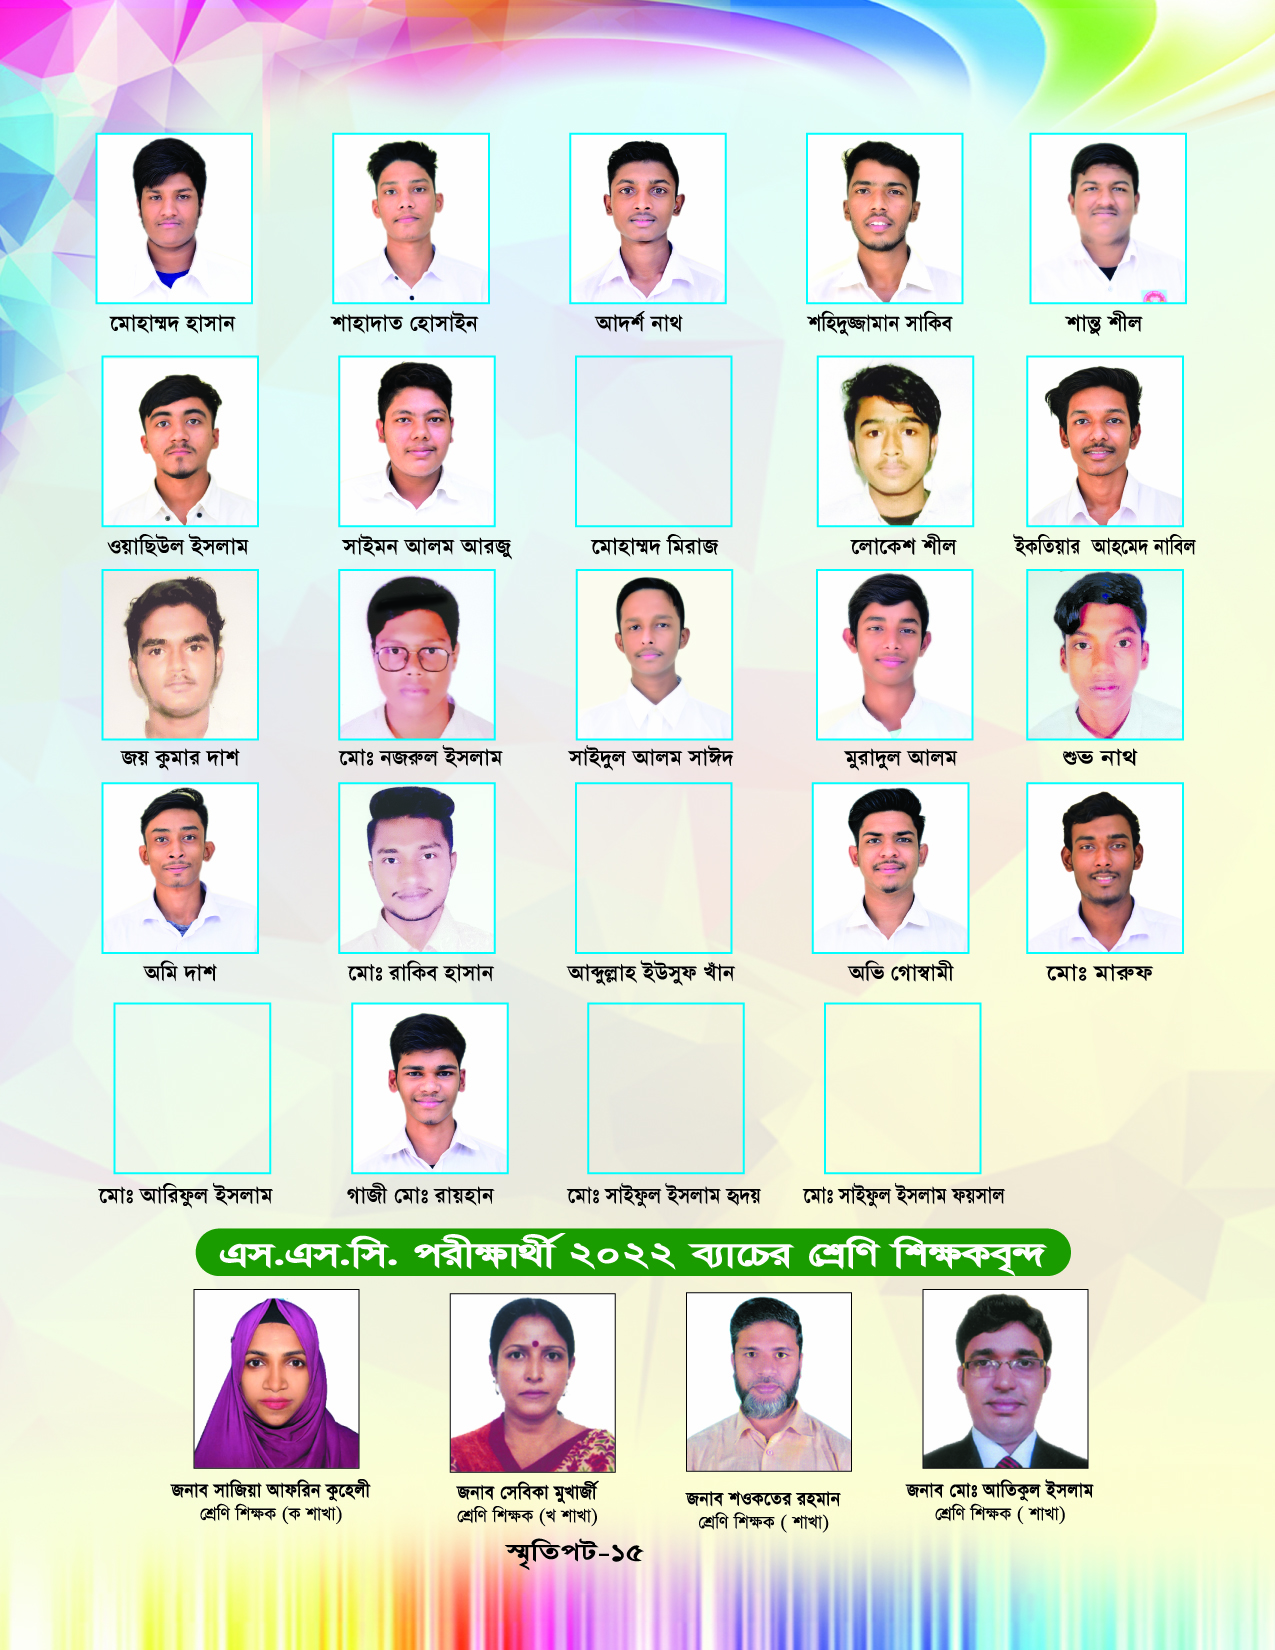 মোহাম্মদ হাসান শাহাদাত হোসাইন আদর্শ নাথ শহিদুজ্জামান সাকিব শান্তু শীল
ওয়াছিউল ইসলাম সাইমন আলম আরজু মোহাম্মদ মিরাজ লোকেশ শীল ইকতিয়ার আহমেদ নাবিল
জয় কুমার দাশ মোঃ নজরুল ইসলাম সাইদুল আলম সাঈদ মুরাদুল আলম শুভ নাথ
অমি দাশ মোঃ রাকিব হাসান আব্দুল্লাহ ইউসুফ খাঁন অভি গোস্বামী মোঃ মারুফ
মোঃ আরিফুল ইসলাম গাজী মোঃ রায়হান মোঃ সাইফুল ইসলাম হৃদয় মোঃ সাইফুল ইসলাম ফয়সাল
এস.এস.সি. পরীক্ষার্থী ২০২২ ব্যাচের শ্রেণি শিক্ষকবৃন্দ
জনাব সাজিয়া আফরিন কুহেলী জনাব সেবিকা মুখার্জী জনাব শওকতের রহমান জনাব মোঃ আতিকুল ইসলাম
শ্রেণি শিক্ষক (ক শাখা) শ্রেণি শিক্ষক (খ শাখা) শ্রেণি শিক্ষক ( শাখা) শ্রেণি শিক্ষক ( শাখা)
স্মৃতিপট-১৫